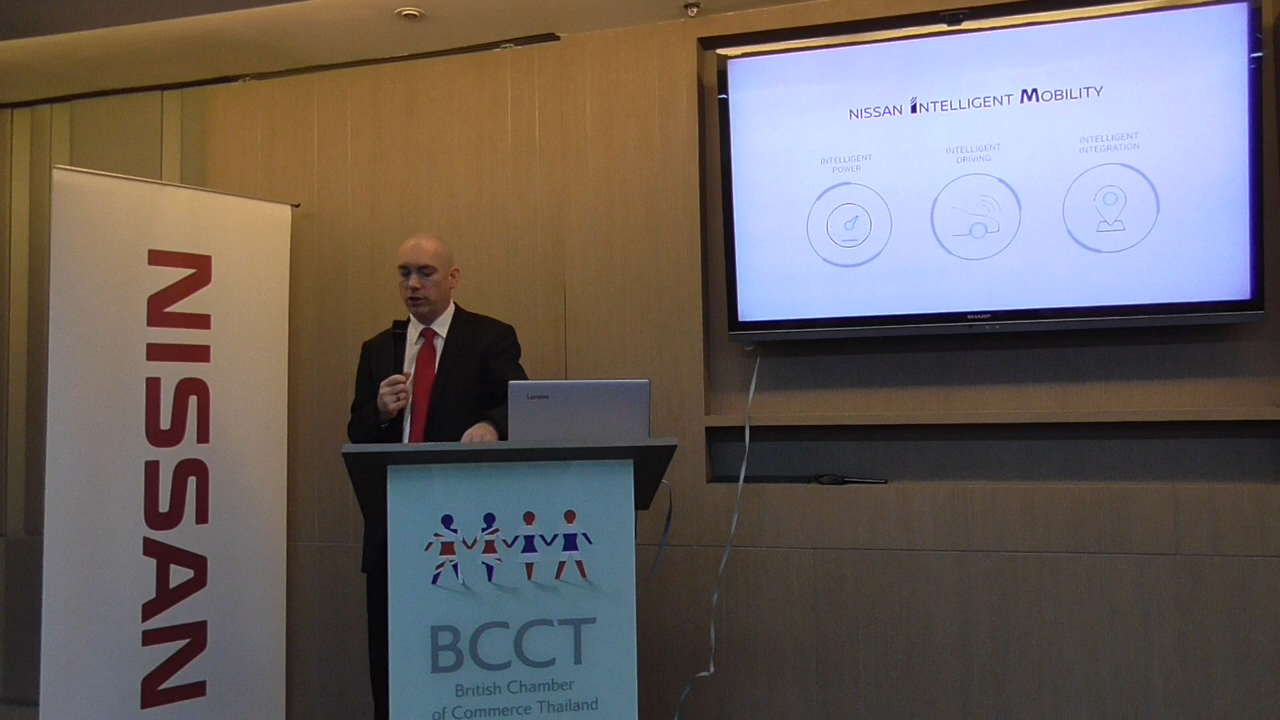 NISSAN INTELLIGENT MOBILITY
INTELLIGENT
POWER
INTELLIGENT
DRIVING
INTELLIGENT
INTEGRATION
SHARP
NISSAN
Lenovo
BCCT
British Chamber
of Commerce Thailand